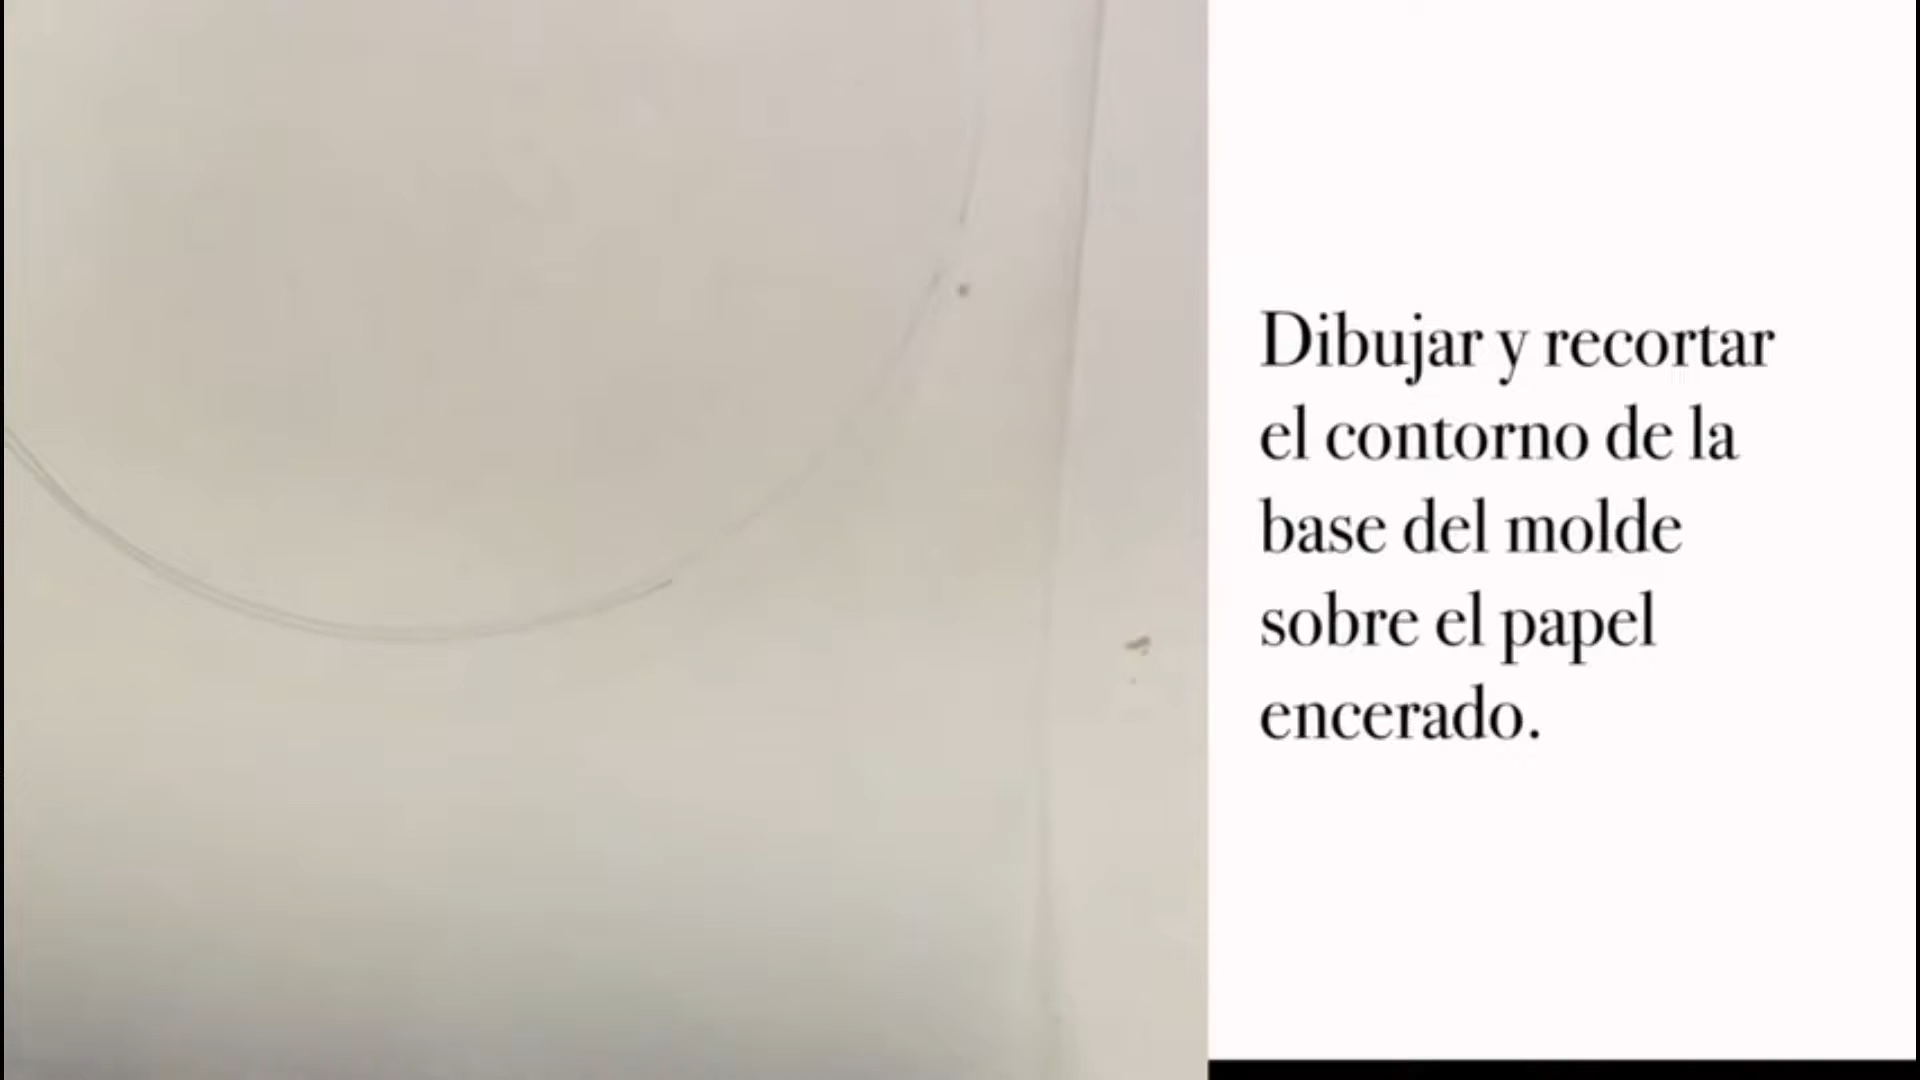 Dibujar y recortar
el contorno de la
base del molde
sobre el papel
encerado.